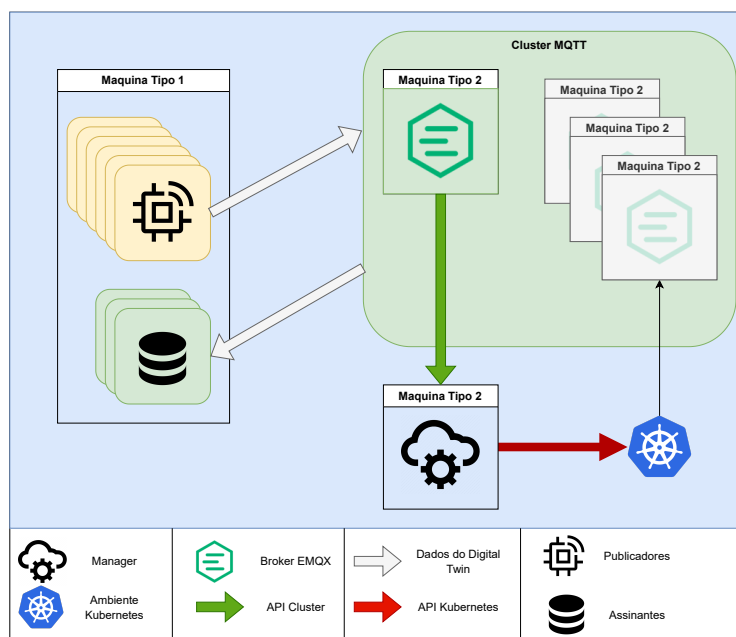 Cluster MQTT
Maquina Tipo 1
Maquina Tipo 2
Maquina Tipo 2
Maquina Tipo 2
Maquina Tipo 2
Maquina Tipo 2
Manager
Broker EMQX
Dados do Digital
Twin
Publicadores
Ambiente
Kubernetes
API Cluster
API Kubernetes
Assinantes